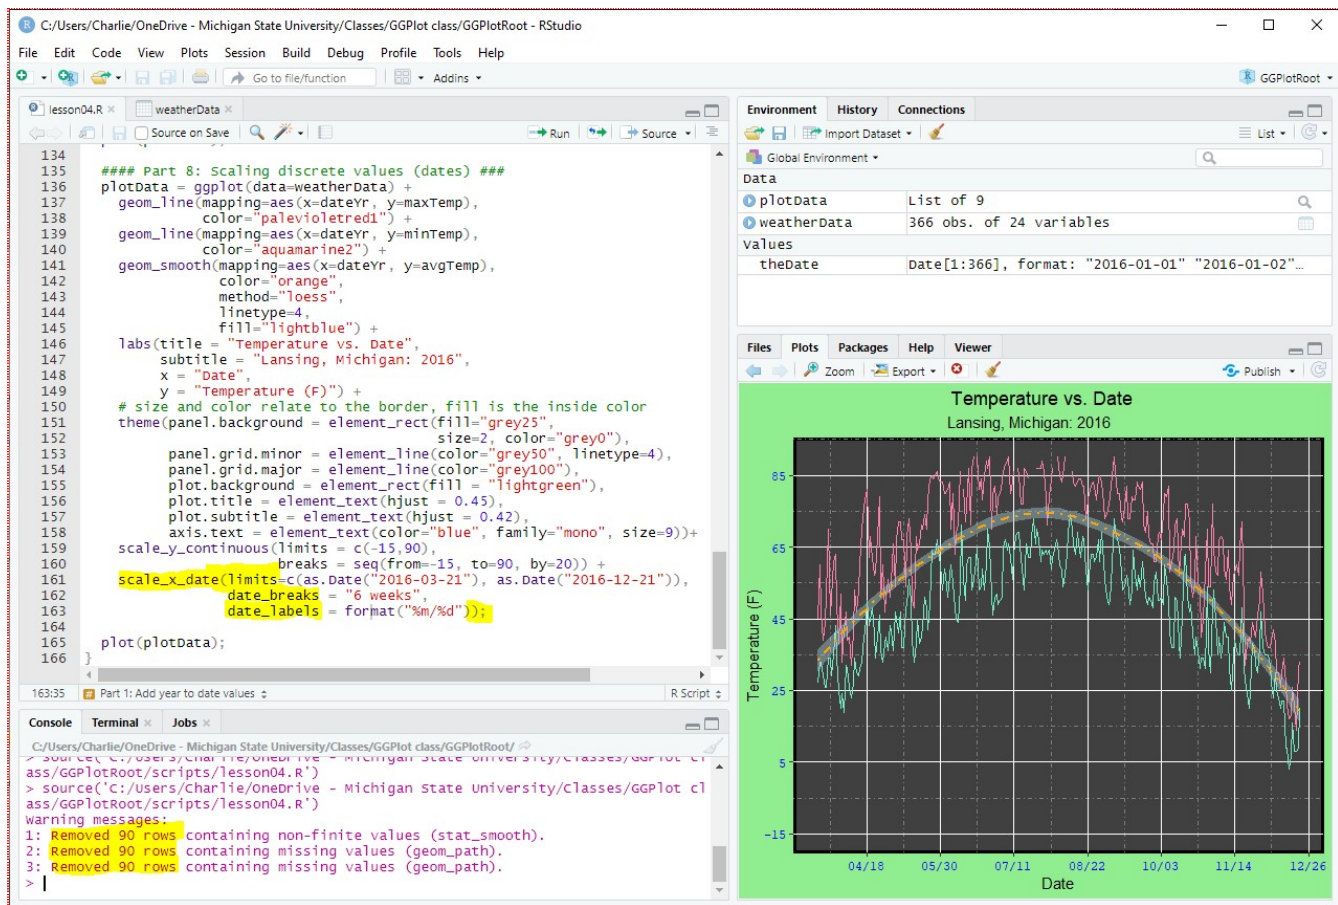 C:/Users/Charlie/OneDrive - Michigan State University/Classes/GGPlot class/GGPlotRoot - RStudio
File Edit Code View Plots Session Build Debug Profile Tools Help
Go to file/function Addins GGPlotRoot
lesson04.R weatherData
Source on Save Run Source
134
135 #### Part 8: Scaling discrete values (dates) ###
136 plotData = ggplot(data=weatherData) +
137 geom_line(mapping=aes(x=dateYr, y=maxTemp),
138 color="palevioletred1") +
139 geom_line(mapping=aes(x=dateYr, y=minTemp),
140 color="aquamarine2") +
141 geom_smooth(mapping=aes(x=dateYr, y=avgTemp),
142 color="orange",
143 method="loess",
144 linetype=4,
145 fill="lightblue") +
146 labs(title = "Temperature vs. Date",
147 subtitle = "Lansing, Michigan: 2016",
148 x = "Date",
149 y = "Temperature (F)") +
150 # size and color relate to the border, fill is the inside color
151 theme(panel.background = element_rect(fill="grey25",
152 size=2, color="grey0"),
153 panel.grid.minor = element_line(color="grey50", linetype=4),
154 panel.grid.major = element_line(color="grey100"),
155 plot.background = element_rect(fill = "lightgreen"),
156 plot.title = element_text(hjust = 0.45),
157 plot.subtitle = element_text(hjust = 0.42),
158 axis.text = element_text(color="blue", family="mono", size=9))+
159 scale_y_continuous(limits = c(-15,90),
160 breaks = seq(from=-15, to=90, by=20)) +
161 scale_x_date(limits=c(as.Date("2016-03-21"), as.Date("2016-12-21")),
162 date_breaks = "6 weeks",
163 date_labels = format("%m/%d"));
164
165 plot(plotData);
166 }
163:35 Part 1: Add year to date values R Script
Console Terminal Jobs
C:/Users/Charlie/OneDrive - Michigan State University/Classes/GGPlot class/GGPlotRoot/
> source('C:/Users/Charlie/OneDrive - Michigan State University/Classes/GGPlot cl
ass/GGPlotRoot/scripts/lesson04.R')
> source('C:/Users/Charlie/OneDrive - Michigan State University/Classes/GGPlot cl
ass/GGPlotRoot/scripts/lesson04.R')
Warning messages:
1: Removed 90 rows containing non-finite values (stat_smooth).
2: Removed 90 rows containing missing values (geom_path).
3: Removed 90 rows containing missing values (geom_path).
>
Environment History Connections
Import Dataset List
Global Environment
Data
plotData List of 9
weatherData 366 obs. of 24 variables
Values
theDate Date[1:366], format: "2016-01-01" "2016-01-02"…
Files Plots Packages Help Viewer
Zoom Export Publish
Temperature vs. Date
Lansing, Michigan: 2016
Temperature (F)
85
65
45
25
5
-15
04/18 05/30 07/11 08/22 10/03 11/14 12/26
Date